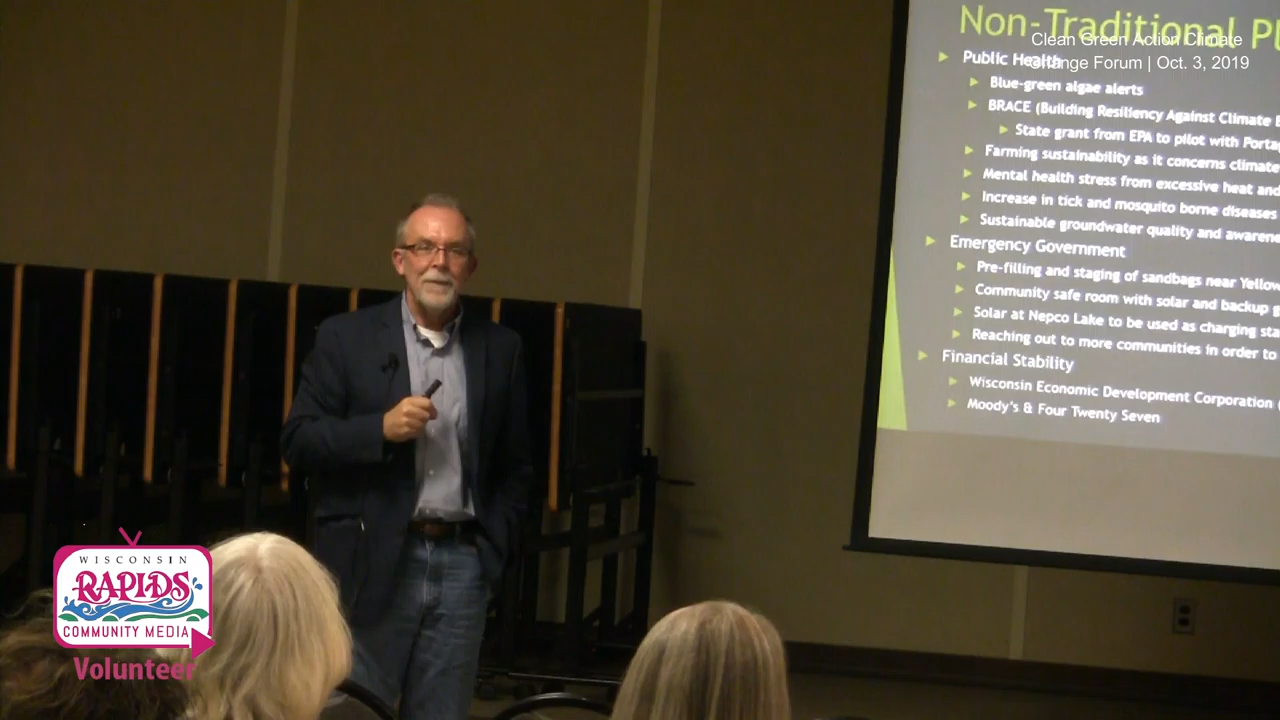 Non-Traditional
Clean Green Action Climate
Change Forum | Oct. 3, 2019
Public Health
Blue-green algae alerts
BRACE (Building Resiliency Against Climate
State grant from EPA to pilot with
Farming sustainability as it concerns climate
Mental health stress from excessive heat and
Increase in tick and mosquito borne diseases
Sustainable groundwater quality and
Emergency Government
Pre-filling and staging of sandbags near
Community safe room with solar and backup
Solar at Nepco Lake to be used as charging
Reaching out to more communities in order to
Financial Stability
Wisconsin Economic Development Corporation
Moody's & Four Twenty Seven
WISCONSIN
RAPIDS
COMMUNITY MEDIA
Volunteer